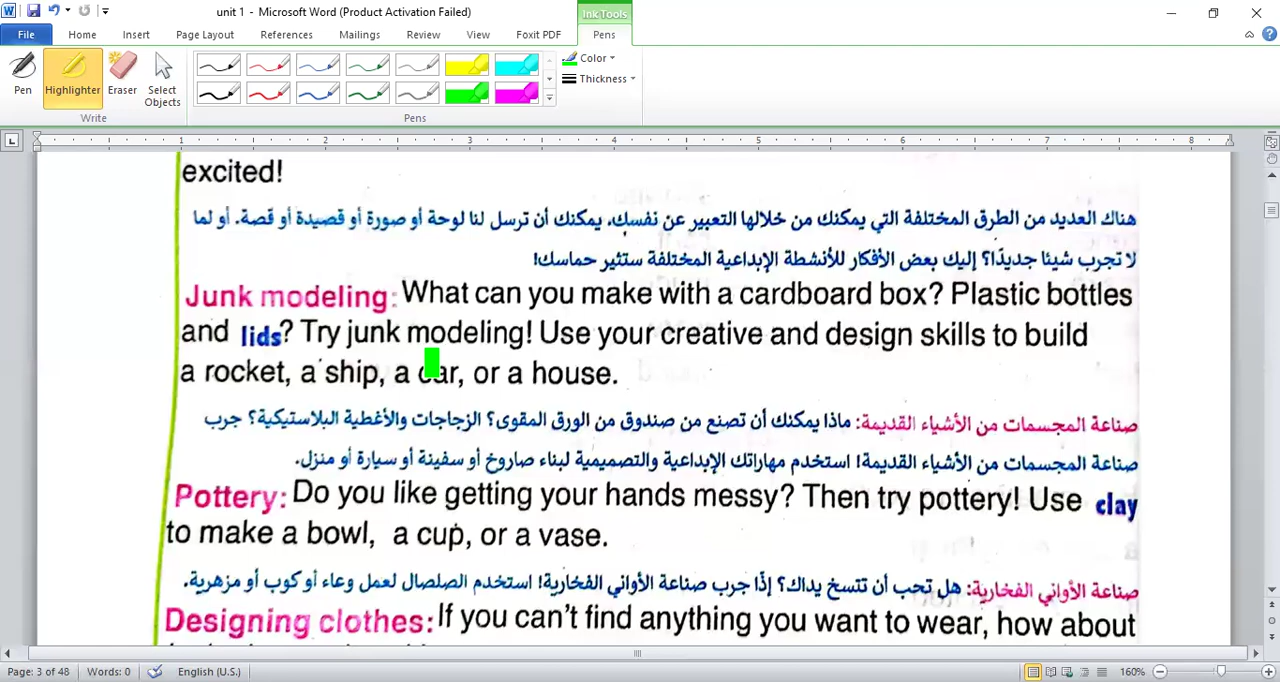 unit 1 - Microsoft Word (Product Activation Failed)
Ink Tools
File Home Insert Page Layout References Mailings Review View Foxit PDF Pens
Pen Highlighter Eraser Select Objects
Color
Thickness
Write Pens
1 2 3 4 5 6 7 8
excited!
هناك العديد من الطرق المختلفة التي يمكنك من خلالها التعبير عن نفسك. يمكنك أن ترسل لنا لوحة أو صورة أو قصيدة أو قصة. أو لما
لا تجرب شيئا جديدًا؟ إليك بعض الأفكار للأنشطة الإبداعية المختلفة ستثير حماسك!
Junk modeling: What can you make with a cardboard box? Plastic bottles
and lids? Try junk modeling! Use your creative and design skills to build
a rocket, a ship, a car, or a house.
صناعة المجسمات من الأشياء القديمة: ماذا يمكنك أن تصنع من صندوق من الورق المقوى؟ الزجاجات والأغطية البلاستيكية؟ جرب
صناعة المجسمات من الأشياء القديمة! استخدم مهاراتك الإبداعية والتصميمية لبناء صاروخ أو سفينة أو سيارة أو منزل.
Pottery: Do you like getting your hands messy? Then try pottery! Use clay
to make a bowl, a cup, or a vase.
صناعة الأواني الفخارية: هل تحب أن تتسخ يداك؟ إذًا جرب صناعة الأواني الفخارية! استخدم الصلصال لعمل وعاء أو كوب أو مزهرية.
Designing clothes: If you can't find anything you want to wear, how about
Page: 3 of 48 Words: 0 English (U.S.) 160%